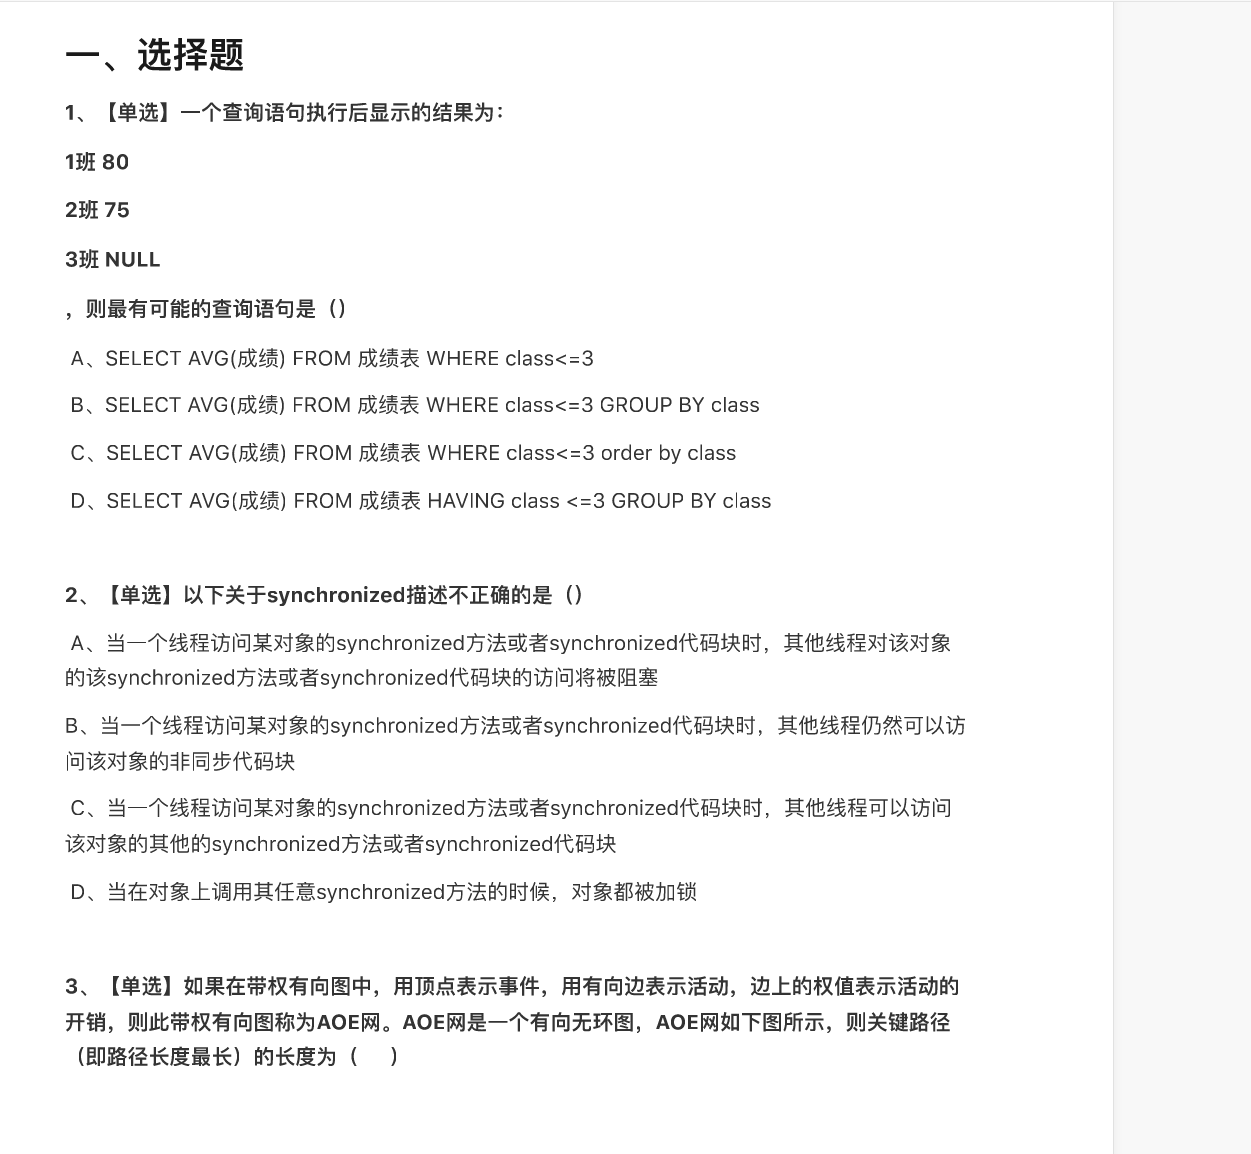 一、选择题
1、【单选】一个查询语句执行后显示的结果为：
1班 80
2班 75
3班 NULL
，则最有可能的查询语句是（）
A、SELECT AVG(成绩) FROM 成绩表 WHERE class<=3
B、SELECT AVG(成绩) FROM 成绩表 WHERE class<=3 GROUP BY class
C、SELECT AVG(成绩) FROM 成绩表 WHERE class<=3 order by class
D、SELECT AVG(成绩) FROM 成绩表 HAVING class <=3 GROUP BY class
2、【单选】以下关于synchronized描述不正确的是（）
A、当一个线程访问某对象的synchronized方法或者synchronized代码块时，其他线程对该对象
的该synchronized方法或者synchronized代码块的访问将被阻塞
B、当一个线程访问某对象的synchronized方法或者synchronized代码块时，其他线程仍然可以访
问该对象的非同步代码块
C、当一个线程访问某对象的synchronized方法或者synchronized代码块时，其他线程可以访问
该对象的其他的synchronized方法或者synchronized代码块
D、当在对象上调用其任意synchronized方法的时候，对象都被加锁
3、【单选】如果在带权有向图中，用顶点表示事件，用有向边表示活动，边上的权值表示活动的
开销，则此带权有向图称为AOE网。AOE网是一个有向无环图，AOE网如下图所示，则关键路径
（即路径长度最长）的长度为（ ）